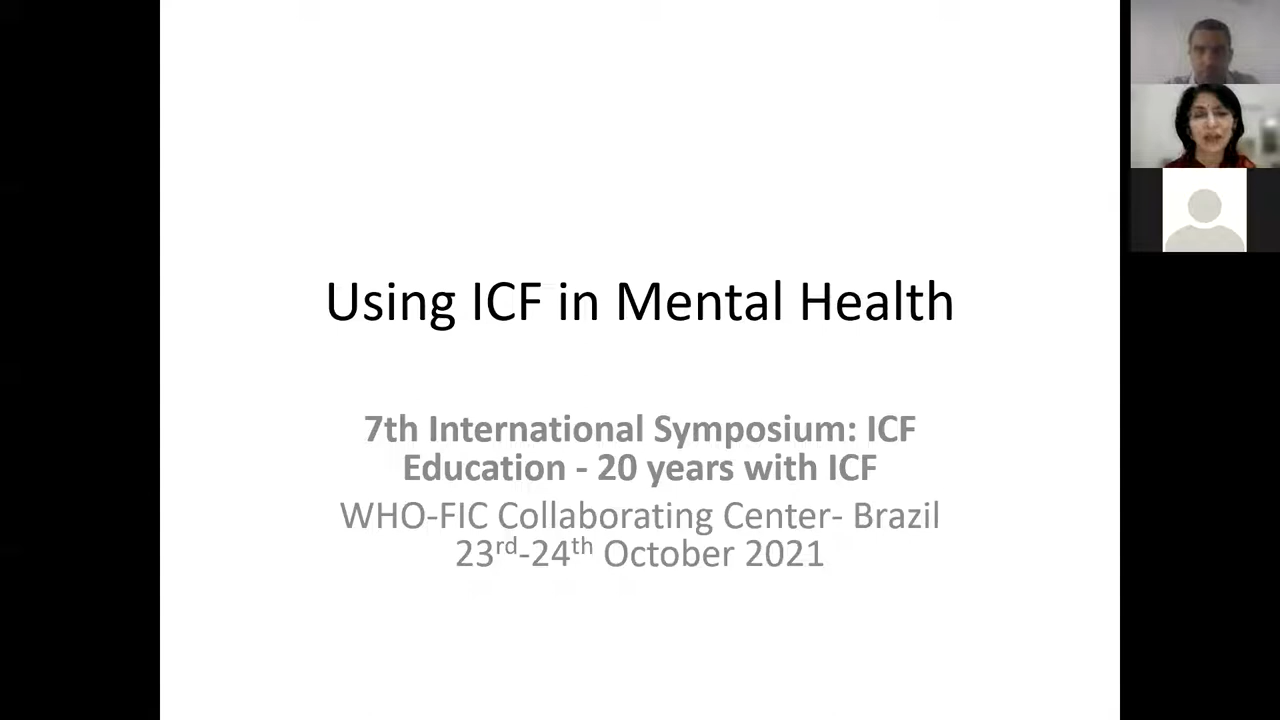 Using ICF in Mental Health
7th International Symposium: ICF
Education - 20 years with ICF
WHO-FIC Collaborating Center- Brazil
23rd-24th October 2021